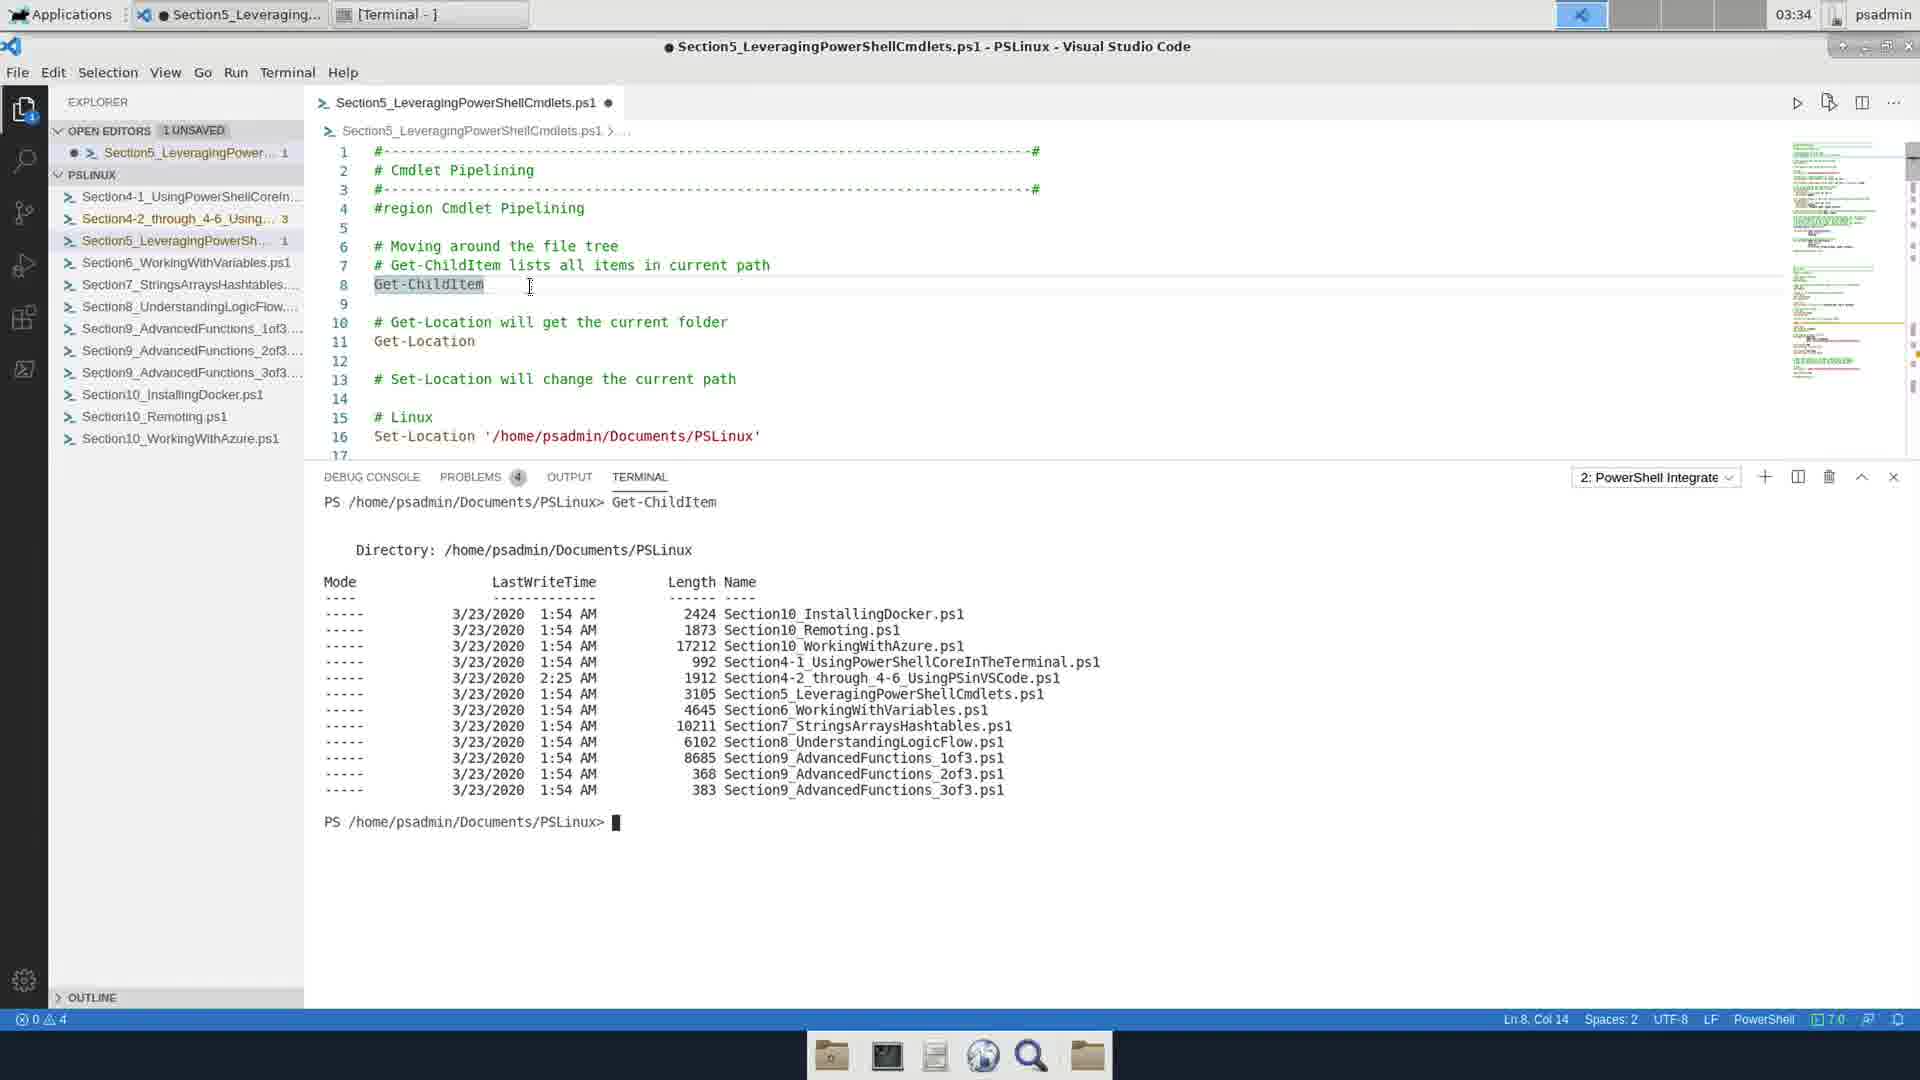 Applications
● Section5_Leveraging...
[Terminal - ]
03:34
psadmin
● Section5_LeveragingPowerShellCmdlets.ps1 - PSLinux - Visual Studio Code
File Edit Selection View Go Run Terminal Help
EXPLORER
OPEN EDITORS 1 UNSAVED
● Section5_LeveragingPower... 1
PSLINUX
Section4-1_UsingPowerShellCoreIn...
Section4-2_through_4-6_Using... 3
Section5_LeveragingPowerSh... 1
Section6_WorkingWithVariables.ps1
Section7_StringsArraysHashtables....
Section8_UnderstandingLogicFlow....
Section9_AdvancedFunctions_1of3....
Section9_AdvancedFunctions_2of3....
Section9_AdvancedFunctions_3of3....
Section10_InstallingDocker.ps1
Section10_Remoting.ps1
Section10_WorkingWithAzure.ps1
OUTLINE
Section5_LeveragingPowerShellCmdlets.ps1 ●
Section5_LeveragingPowerShellCmdlets.ps1 > ...
1 #-----------------------------------------------------------------------------#
2 # Cmdlet Pipelining
3 #-----------------------------------------------------------------------------#
4 #region Cmdlet Pipelining
5
6 # Moving around the file tree
7 # Get-ChildItem lists all items in current path
8 Get-ChildItem
9
10 # Get-Location will get the current folder
11 Get-Location
12
13 # Set-Location will change the current path
14
15 # Linux
16 Set-Location '/home/psadmin/Documents/PSLinux'
17
DEBUG CONSOLE PROBLEMS 4 OUTPUT TERMINAL
2: PowerShell Integrate
PS /home/psadmin/Documents/PSLinux> Get-ChildItem
Directory: /home/psadmin/Documents/PSLinux
Mode LastWriteTime Length Name
---- ------------- ------ ----
----- 3/23/2020 1:54 AM 2424 Section10_InstallingDocker.ps1
----- 3/23/2020 1:54 AM 1873 Section10_Remoting.ps1
----- 3/23/2020 1:54 AM 17212 Section10_WorkingWithAzure.ps1
----- 3/23/2020 1:54 AM 992 Section4-1_UsingPowerShellCoreInTheTerminal.ps1
----- 3/23/2020 2:25 AM 1912 Section4-2_through_4-6_UsingPSinVSCode.ps1
----- 3/23/2020 1:54 AM 3105 Section5_LeveragingPowerShellCmdlets.ps1
----- 3/23/2020 1:54 AM 4645 Section6_WorkingWithVariables.ps1
----- 3/23/2020 1:54 AM 10211 Section7_StringsArraysHashtables.ps1
----- 3/23/2020 1:54 AM 6102 Section8_UnderstandingLogicFlow.ps1
----- 3/23/2020 1:54 AM 8685 Section9_AdvancedFunctions_1of3.ps1
----- 3/23/2020 1:54 AM 368 Section9_AdvancedFunctions_2of3.ps1
----- 3/23/2020 1:54 AM 383 Section9_AdvancedFunctions_3of3.ps1
PS /home/psadmin/Documents/PSLinux>
0 4
Ln 8, Col 14 Spaces: 2 UTF-8 LF PowerShell 7.0